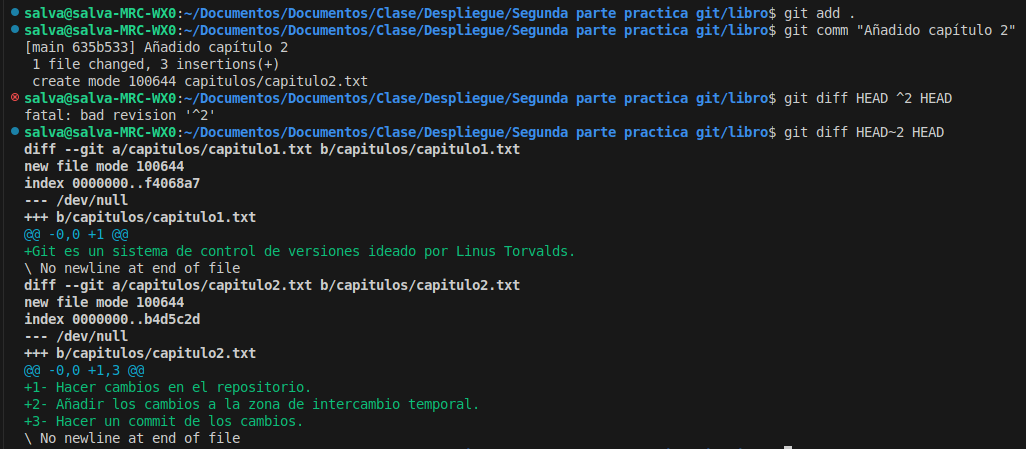 salva@salva-MRC-WX0:~/Documentos/Documentos/Clase/Despliegue/Segunda parte practica git/libro$ git add .
salva@salva-MRC-WX0:~/Documentos/Documentos/Clase/Despliegue/Segunda parte practica git/libro$ git comm "Añadido capítulo 2"
[main 635b533] Añadido capítulo 2
 1 file changed, 3 insertions(+)
 create mode 100644 capitulos/capitulo2.txt
salva@salva-MRC-WX0:~/Documentos/Documentos/Clase/Despliegue/Segunda parte practica git/libro$ git diff HEAD ^2 HEAD
fatal: bad revision '^2'
salva@salva-MRC-WX0:~/Documentos/Documentos/Clase/Despliegue/Segunda parte practica git/libro$ git diff HEAD~2 HEAD
diff --git a/capitulos/capitulo1.txt b/capitulos/capitulo1.txt
new file mode 100644
index 0000000..f4068a7
--- /dev/null
+++ b/capitulos/capitulo1.txt
@@ -0,0 +1 @@
+Git es un sistema de control de versiones ideado por Linus Torvalds.
\ No newline at end of file
diff --git a/capitulos/capitulo2.txt b/capitulos/capitulo2.txt
new file mode 100644
index 0000000..b4d5c2d
--- /dev/null
+++ b/capitulos/capitulo2.txt
@@ -0,0 +1,3 @@
+1- Hacer cambios en el repositorio.
+2- Añadir los cambios a la zona de intercambio temporal.
+3- Hacer un commit de los cambios.
\ No newline at end of file